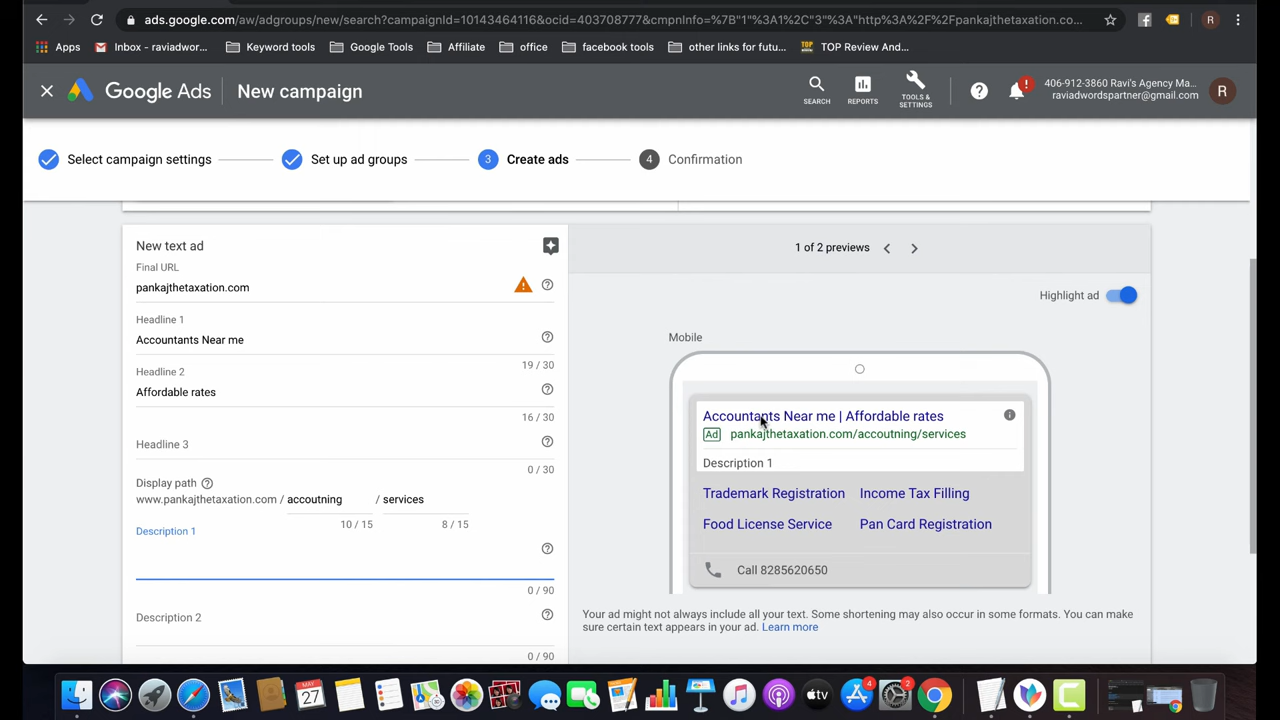 ads.google.com/aw/adgroups/new/search?campaignId=10143464116&ocid=403708777&cmpnInfo=%7B"1"%3A1%2C"3"%3A"http%3A%2F%2Fpankajthetaxation.co...
R
Apps
Inbox - raviadwor...
Keyword tools
Google Tools
Affiliate
office
facebook tools
other links for futu...
TOP Review And...
Google Ads
New campaign
SEARCH
REPORTS
TOOLS & SETTINGS
406-912-3860 Ravi's Agency Ma...
raviadwordspartner@gmail.com
R
Select campaign settings
Set up ad groups
3 Create ads
4 Confirmation
New text ad
Final URL
pankajthetaxation.com
Headline 1
Accountants Near me
19 / 30
Headline 2
Affordable rates
16 / 30
Headline 3
0 / 30
Display path
www.pankajthetaxation.com / accoutning / services
10 / 15
8 / 15
Description 1
0 / 90
Description 2
0 / 90
1 of 2 previews
Highlight ad
Mobile
Accountants Near me | Affordable rates
Ad pankajthetaxation.com/accoutning/services
Description 1
Trademark Registration Income Tax Filling
Food License Service Pan Card Registration
Call 8285620650
Your ad might not always include all your text. Some shortening may also occur in some formats. You can make
sure certain text appears in your ad. Learn more
MAY
27
tv
4
2